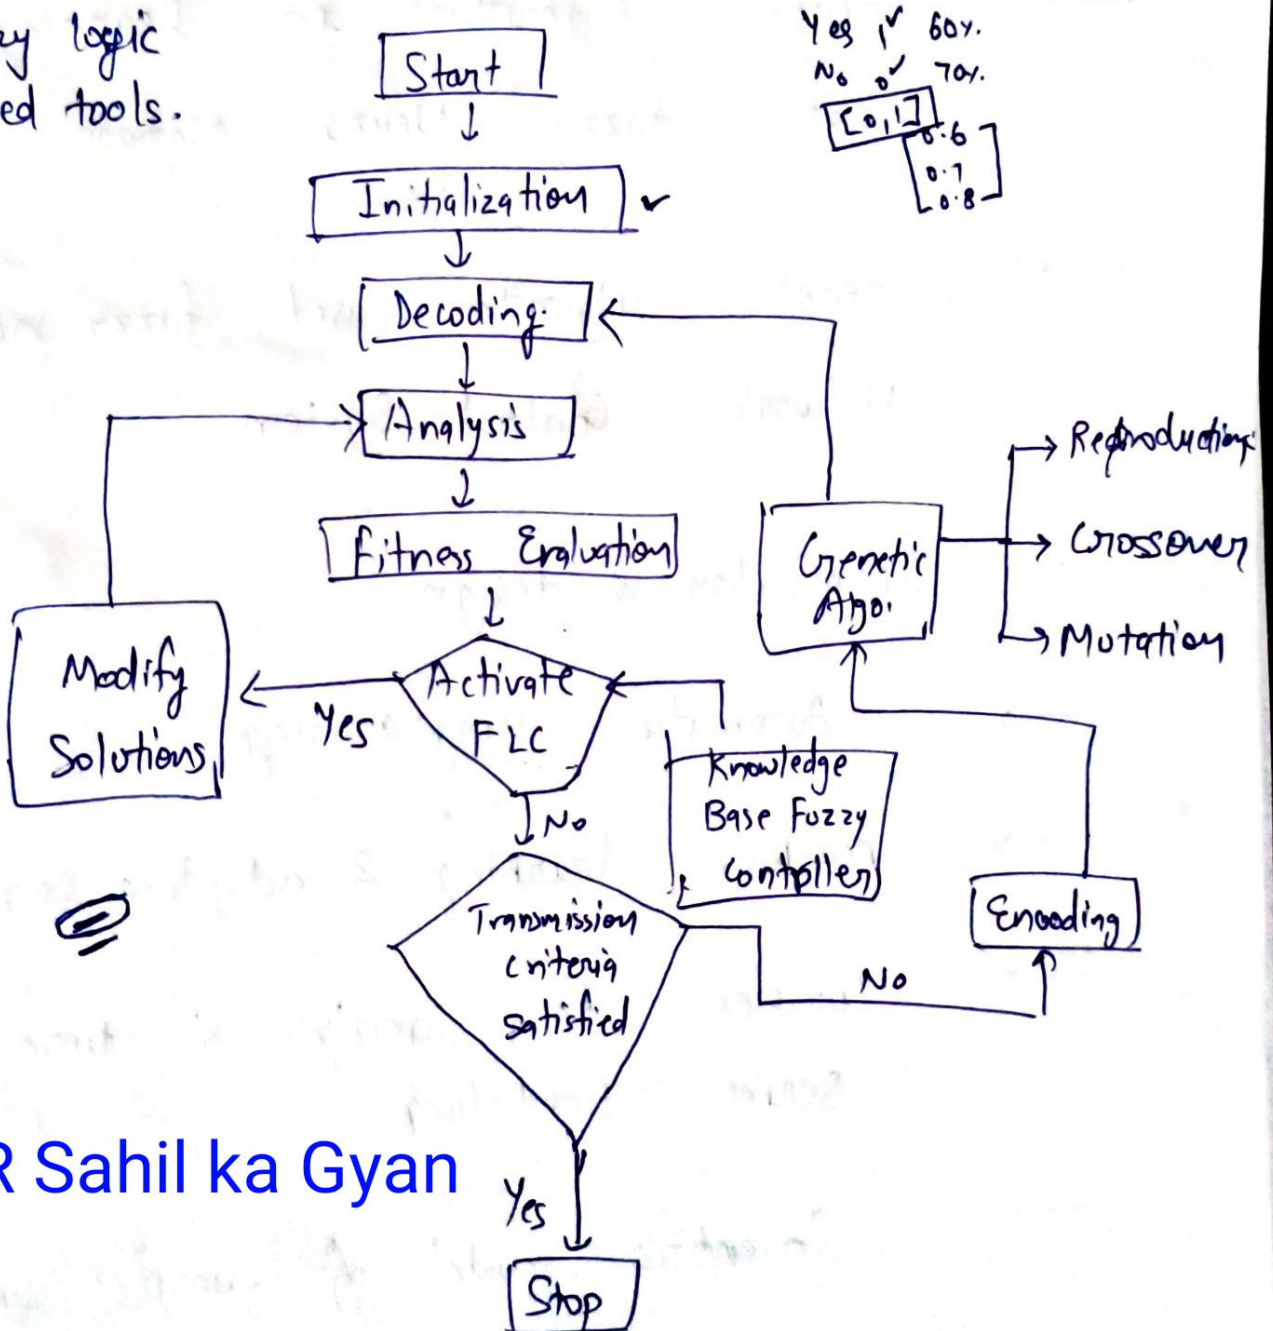 y logic
ed tools.
Yes 1 60%.
No 0 70%.
[0,1]
0.6
0.7
0.8
Start
Initialization
Decoding.
Analysis
Fitness Evaluation
Modify
Solutions
Yes
Activate
FLC
No
Knowledge
Base Fuzzy
Controller
Genetic
Algo.
Reproduction
Crossover
Mutation
Encoding
Transmission
criteria
satisfied
No
R Sahil ka Gyan
Yes
Stop